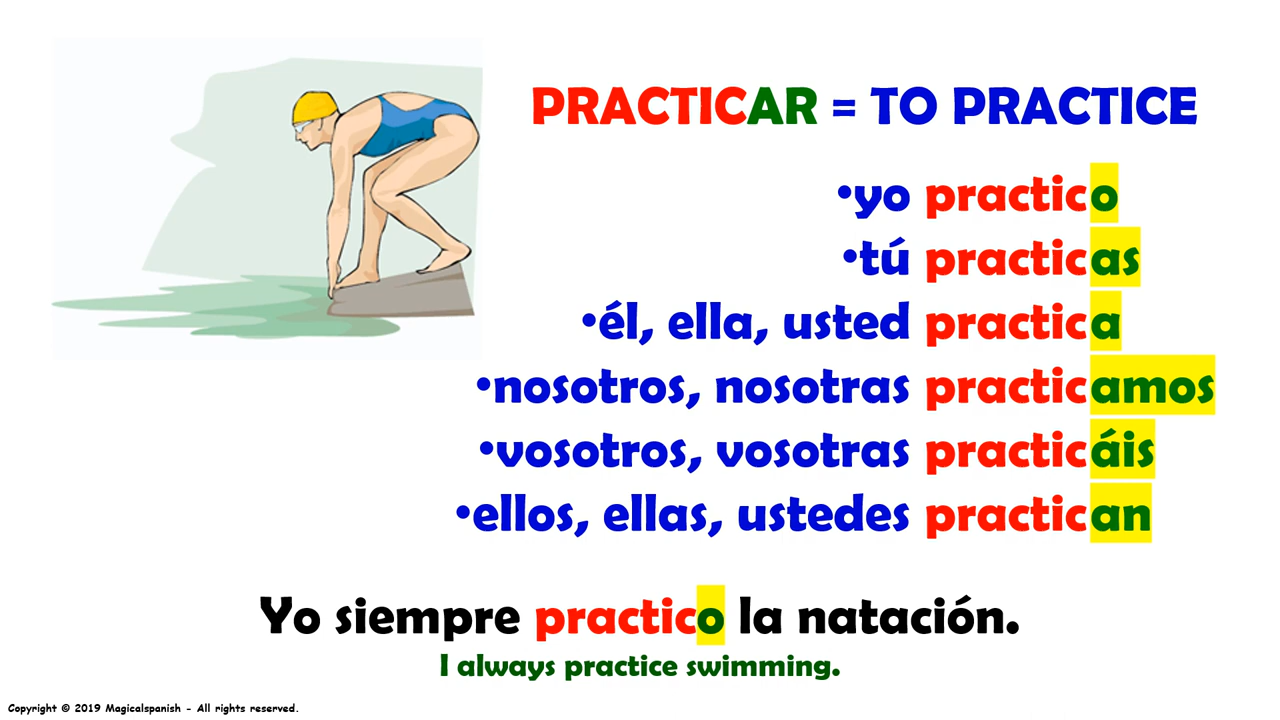 PRACTICAR = TO PRACTICE
•yo practico
•tú practicas
•él, ella, usted practica
•nosotros, nosotras practicamos
•vosotros, vosotras practicáis
•ellos, ellas, ustedes practican
Yo siempre practico la natación.
I always practice swimming.
Copyright © 2019 Magicalspanish - All rights reserved.